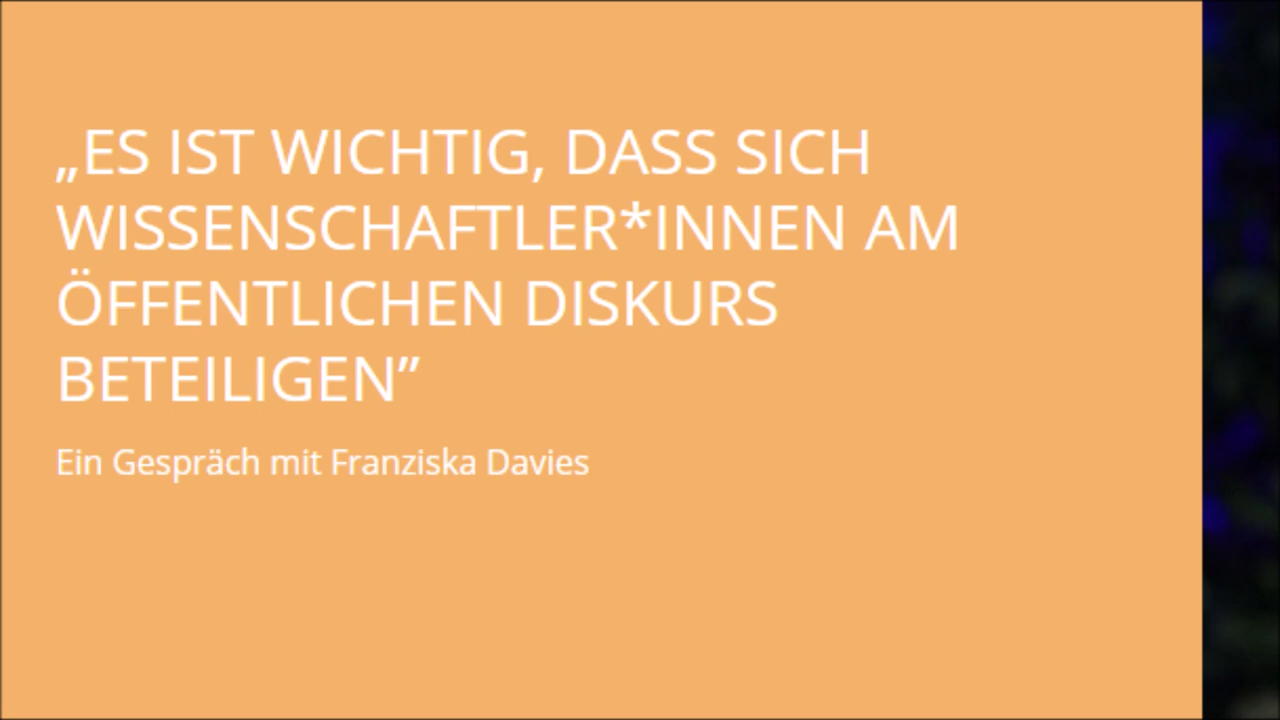 „ES IST WICHTIG, DASS SICH
WISSENSCHAFTLER*INNEN AM
ÖFFENTLICHEN DISKURS
BETEILIGEN”
Ein Gespräch mit Franziska Davies